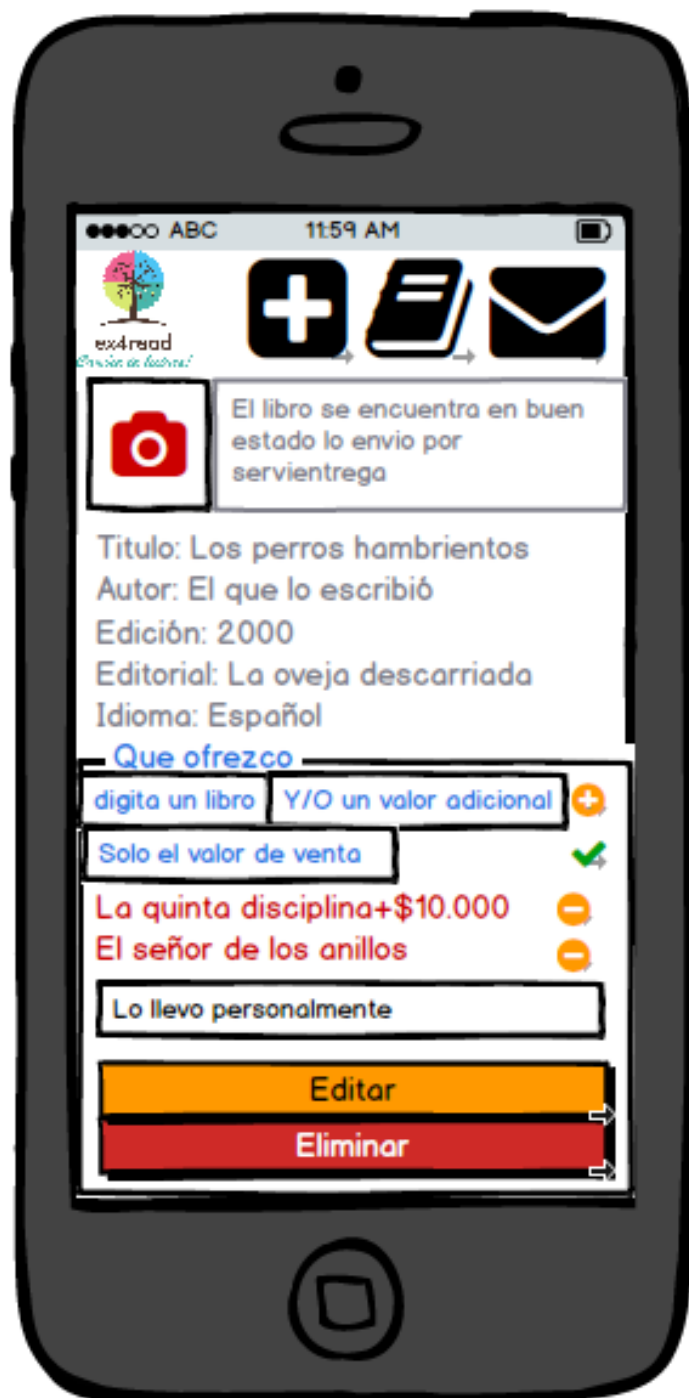 ABC 11:59 AM
ex4read
El libro se encuentra en buen
estado lo envio por
servientrega
Titulo: Los perros hambrientos
Autor: El que lo escribió
Edición: 2000
Editorial: La oveja descarriada
Idioma: Español
Que ofrezco
digita un libro Y/O un valor adicional
Solo el valor de venta
La quinta disciplina+$10.000
El señor de los anillos
Lo llevo personalmente
Editar
Eliminar